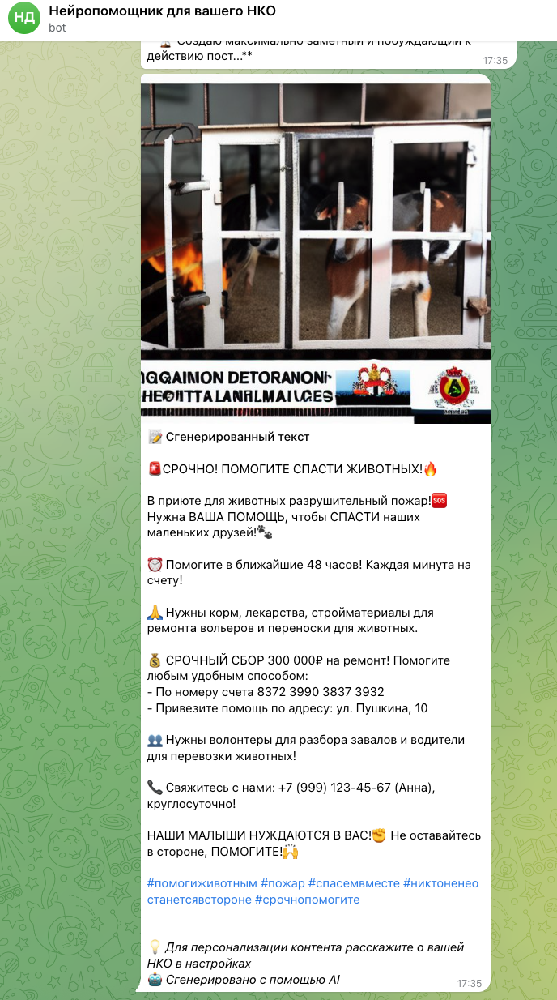 НД
Нейропомощник для вашего НКО
bot
Создаю максимально заметный и побуждающий к
действию пост...**
17:35
📝 Сгенерированный текст
🚨СРОЧНО! ПОМОГИТЕ СПАСТИ ЖИВОТНЫХ!🔥
В приюте для животных разрушительный пожар!🆘
Нужна ВАША ПОМОЩЬ, чтобы СПАСТИ наших
маленьких друзей!🐾
⏰ Помогите в ближайшие 48 часов! Каждая минута на
счету!
🙏 Нужны корм, лекарства, стройматериалы для
ремонта вольеров и переноски для животных.
💰 СРОЧНЫЙ СБОР 300 000₽ на ремонт! Помогите
любым удобным способом:
- По номеру счета 8372 3990 3837 3932
- Привезите помощь по адресу: ул. Пушкина, 10
👥 Нужны волонтеры для разбора завалов и водители
для перевозки животных!
📞 Свяжитесь с нами: +7 (999) 123-45-67 (Анна),
круглосуточно!
НАШИ МАЛЫШИ НУЖДАЮТСЯ В ВАС!✊ Не оставайтесь
в стороне, ПОМОГИТЕ!🙌
#помогиживотным #пожар #спасемвместе #никтоненео
станетсявстороне #срочнопомогите
💡 Для персонализации контента расскажите о вашей
НКО в настройках
🤖 Сгенерировано с помощью AI
17:35